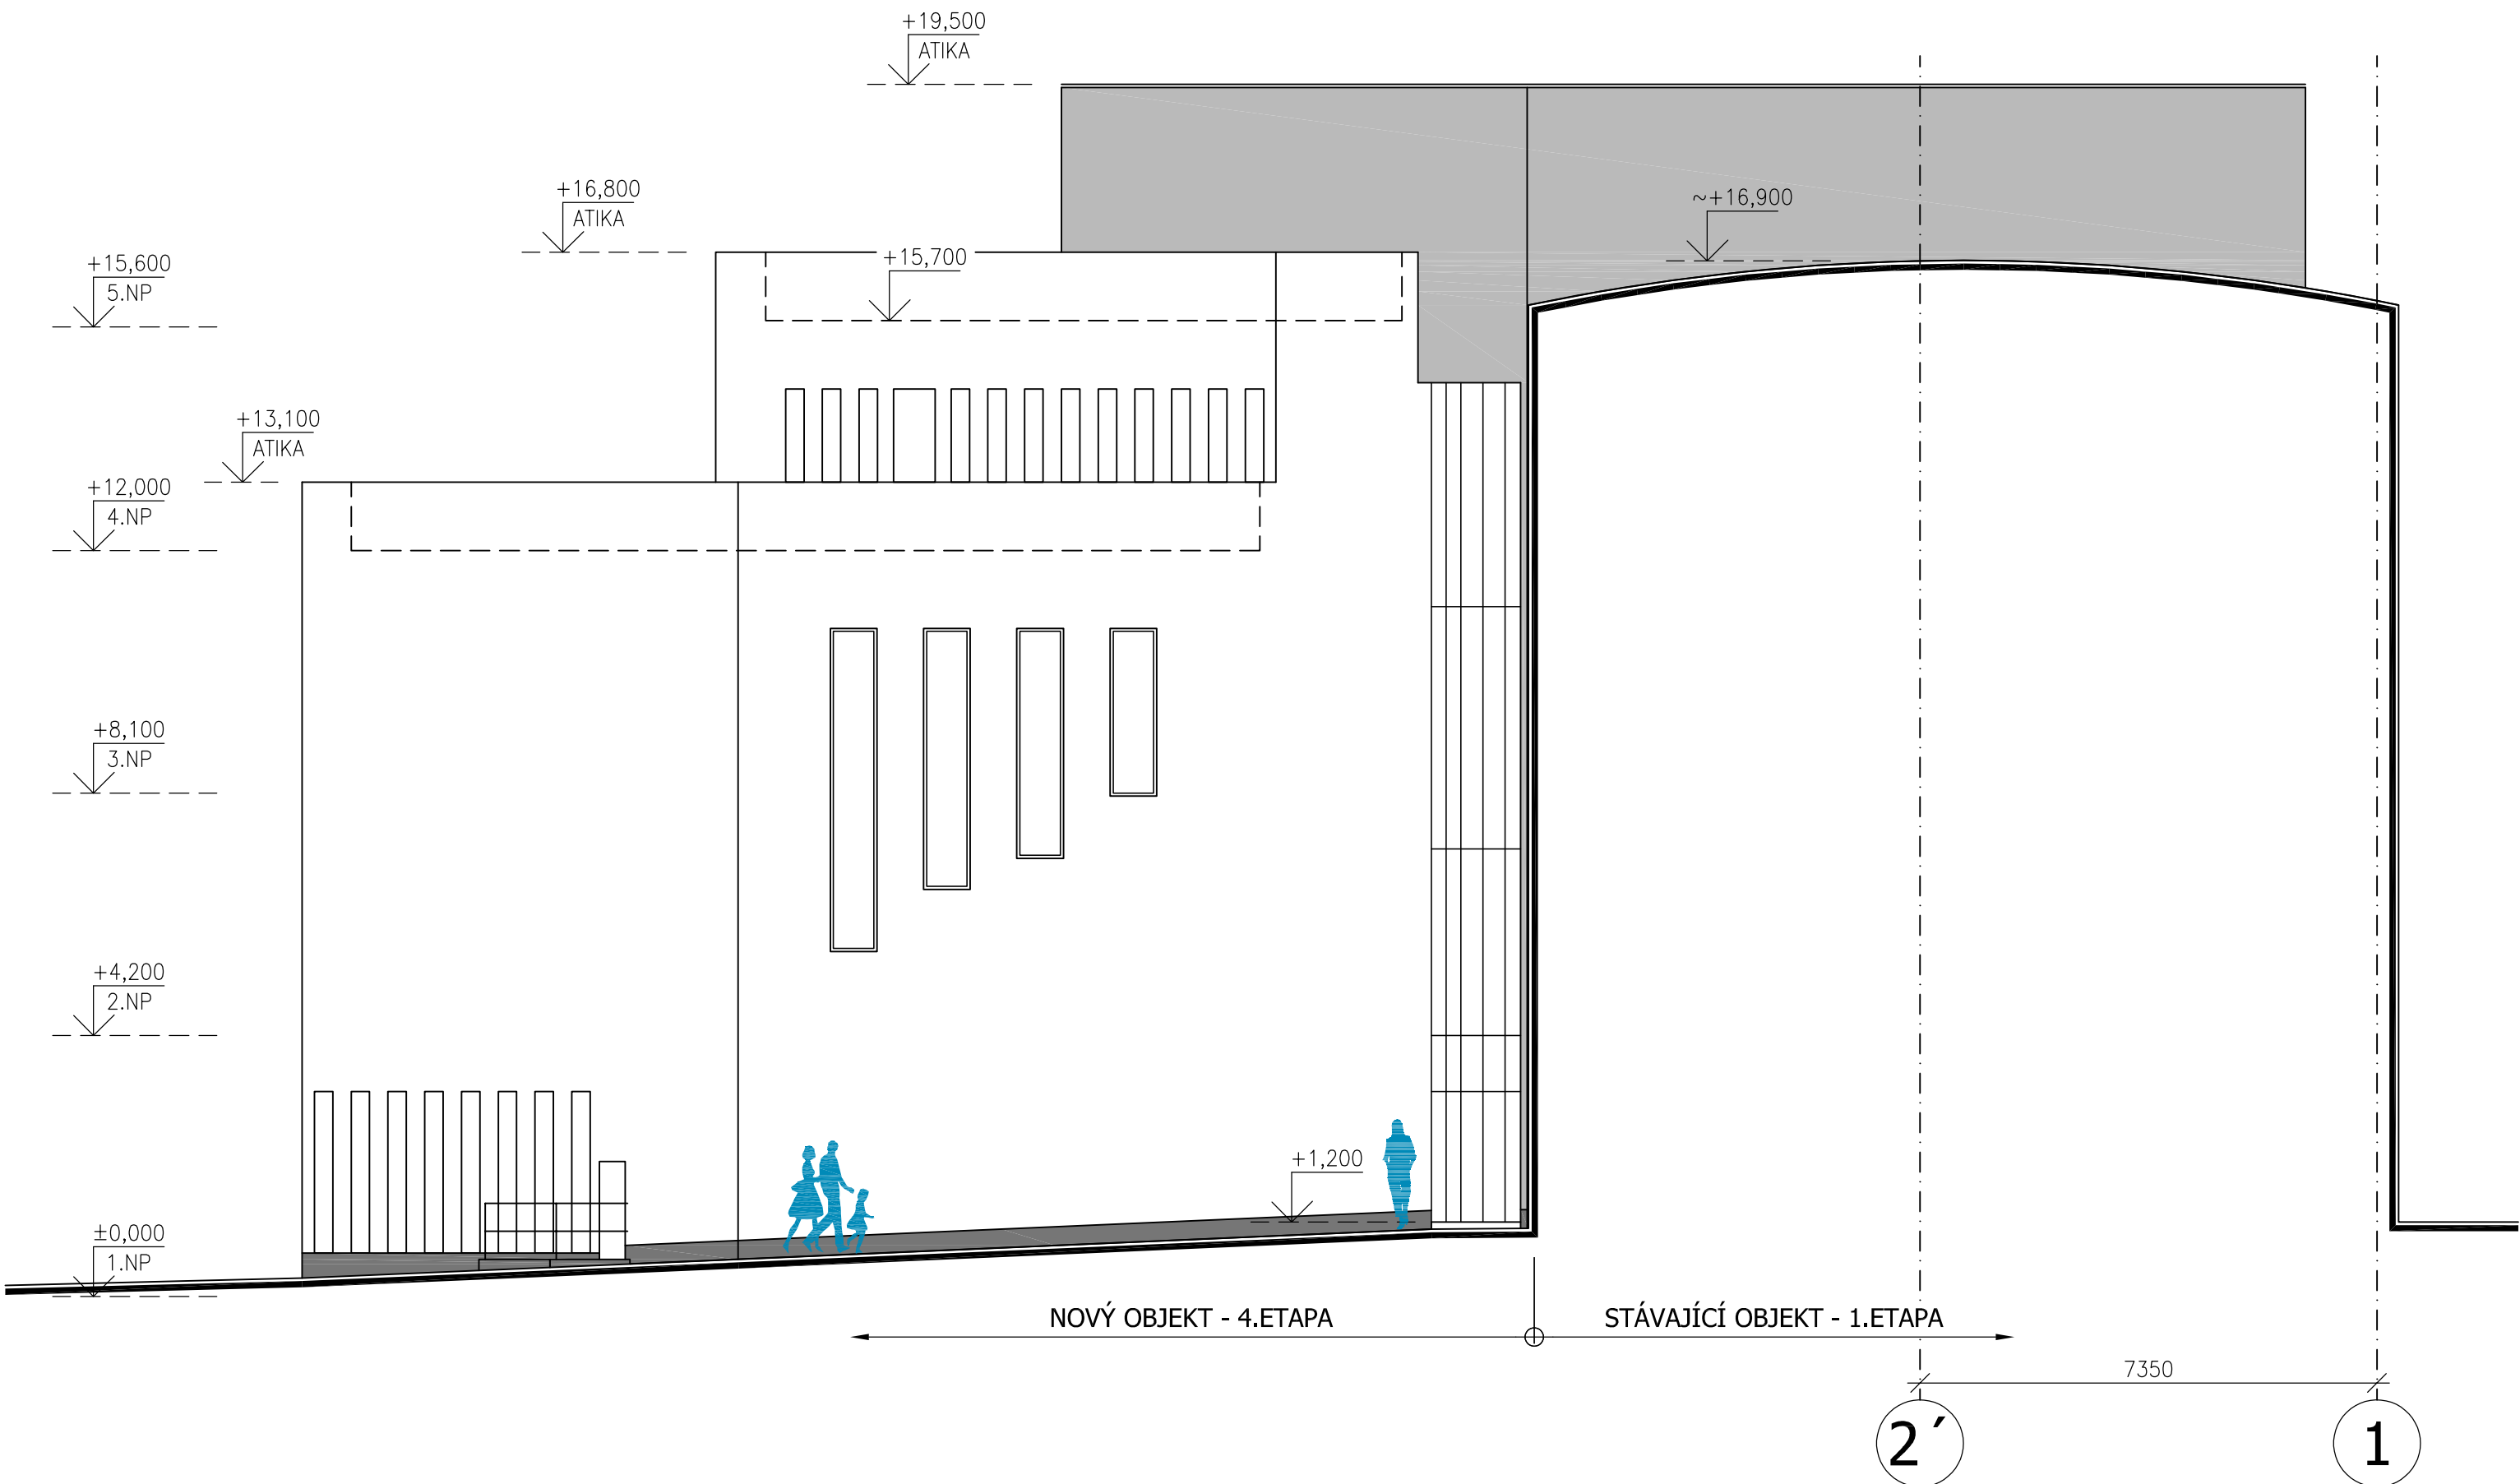 +19,500
ATIKA
+16,800
ATIKA
~+16,900
+15,700
+15,600
5.NP
+13,100
ATIKA
+12,000
4.NP
+8,100
3.NP
+4,200
2.NP
+1,200
±0,000
1.NP
NOVÝ OBJEKT - 4.ETAPA
STÁVAJÍCÍ OBJEKT - 1.ETAPA
7350
2´
1